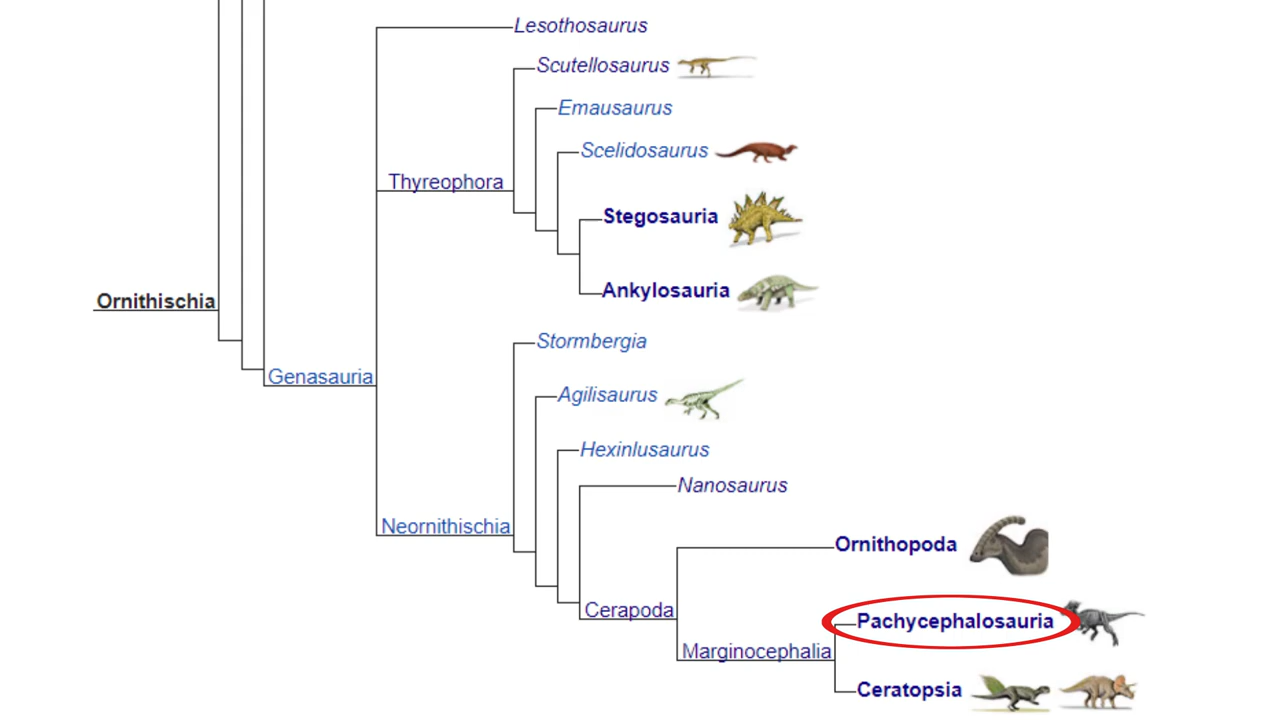 Lesothosaurus
Scutellosaurus
Emausaurus
Scelidosaurus
Thyreophora
Stegosauria
Ankylosauria
Ornithischia
Stormbergia
Genasauria
Agilisaurus
Hexinlusaurus
Nanosaurus
Neornithischia
Ornithopoda
Cerapoda
Pachycephalosauria
Marginocephalia
Ceratopsia